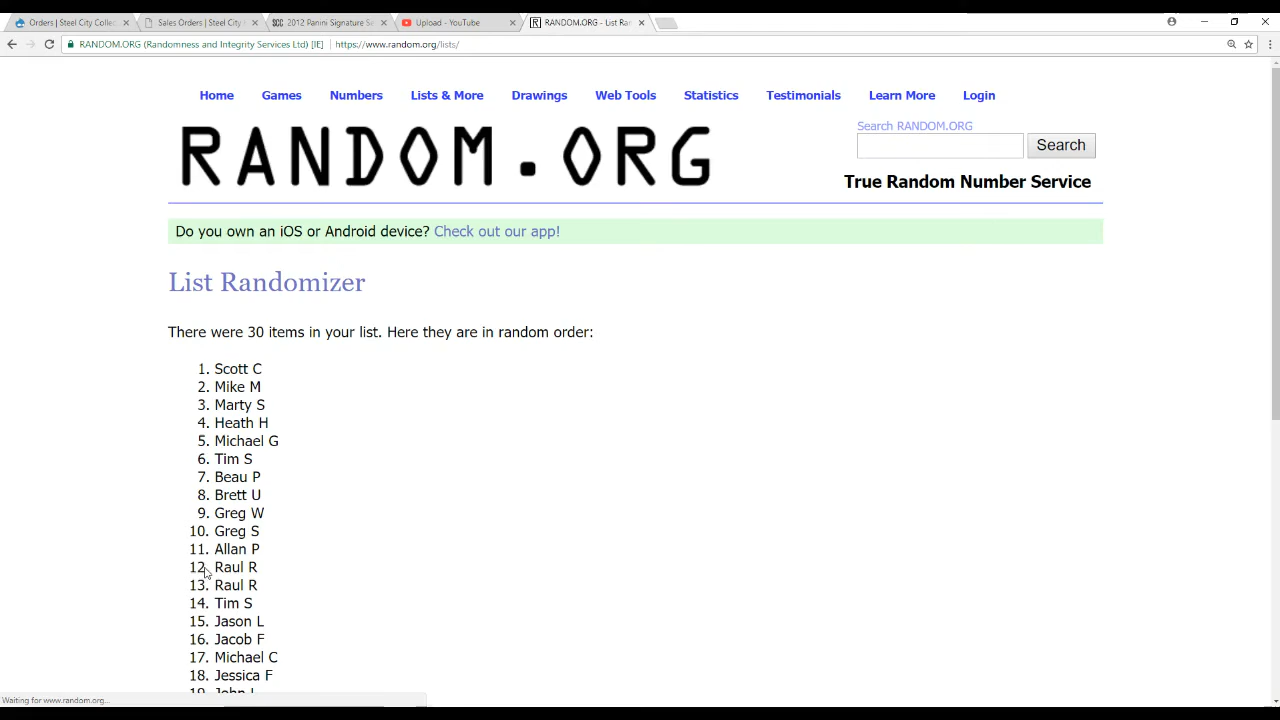 Orders | Steel City Collec
Sales Orders | Steel City
SCC 2012 Panini Signature Se
Upload - YouTube
RANDOM.ORG - List Ra
RANDOM.ORG (Randomness and Integrity Services Ltd) [IE] https://www.random.org/lists/
Home Games Numbers Lists & More Drawings Web Tools Statistics Testimonials Learn More Login
RANDOM.ORG
Search RANDOM.ORG
Search
True Random Number Service
Do you own an iOS or Android device? Check out our app!
List Randomizer
There were 30 items in your list. Here they are in random order:
1. Scott C
2. Mike M
3. Marty S
4. Heath H
5. Michael G
6. Tim S
7. Beau P
8. Brett U
9. Greg W
10. Greg S
11. Allan P
12. Raul R
13. Raul R
14. Tim S
15. Jason L
16. Jacob F
17. Michael C
18. Jessica F
19. John
Waiting for www.random.org...